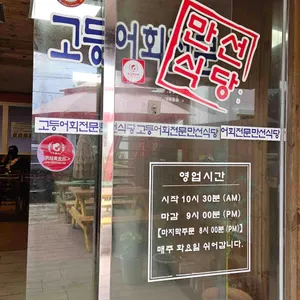 고등어회
만선
식당
고등어회전문만선식당 고등어회전문만선식당 어회전문만선식당
영업시간
시작 10시 30분 (AM)
마감 9시 00분 (PM)
【마지막주문 8시 00분 (PM)】
매주 화요일 쉬어갑니다.